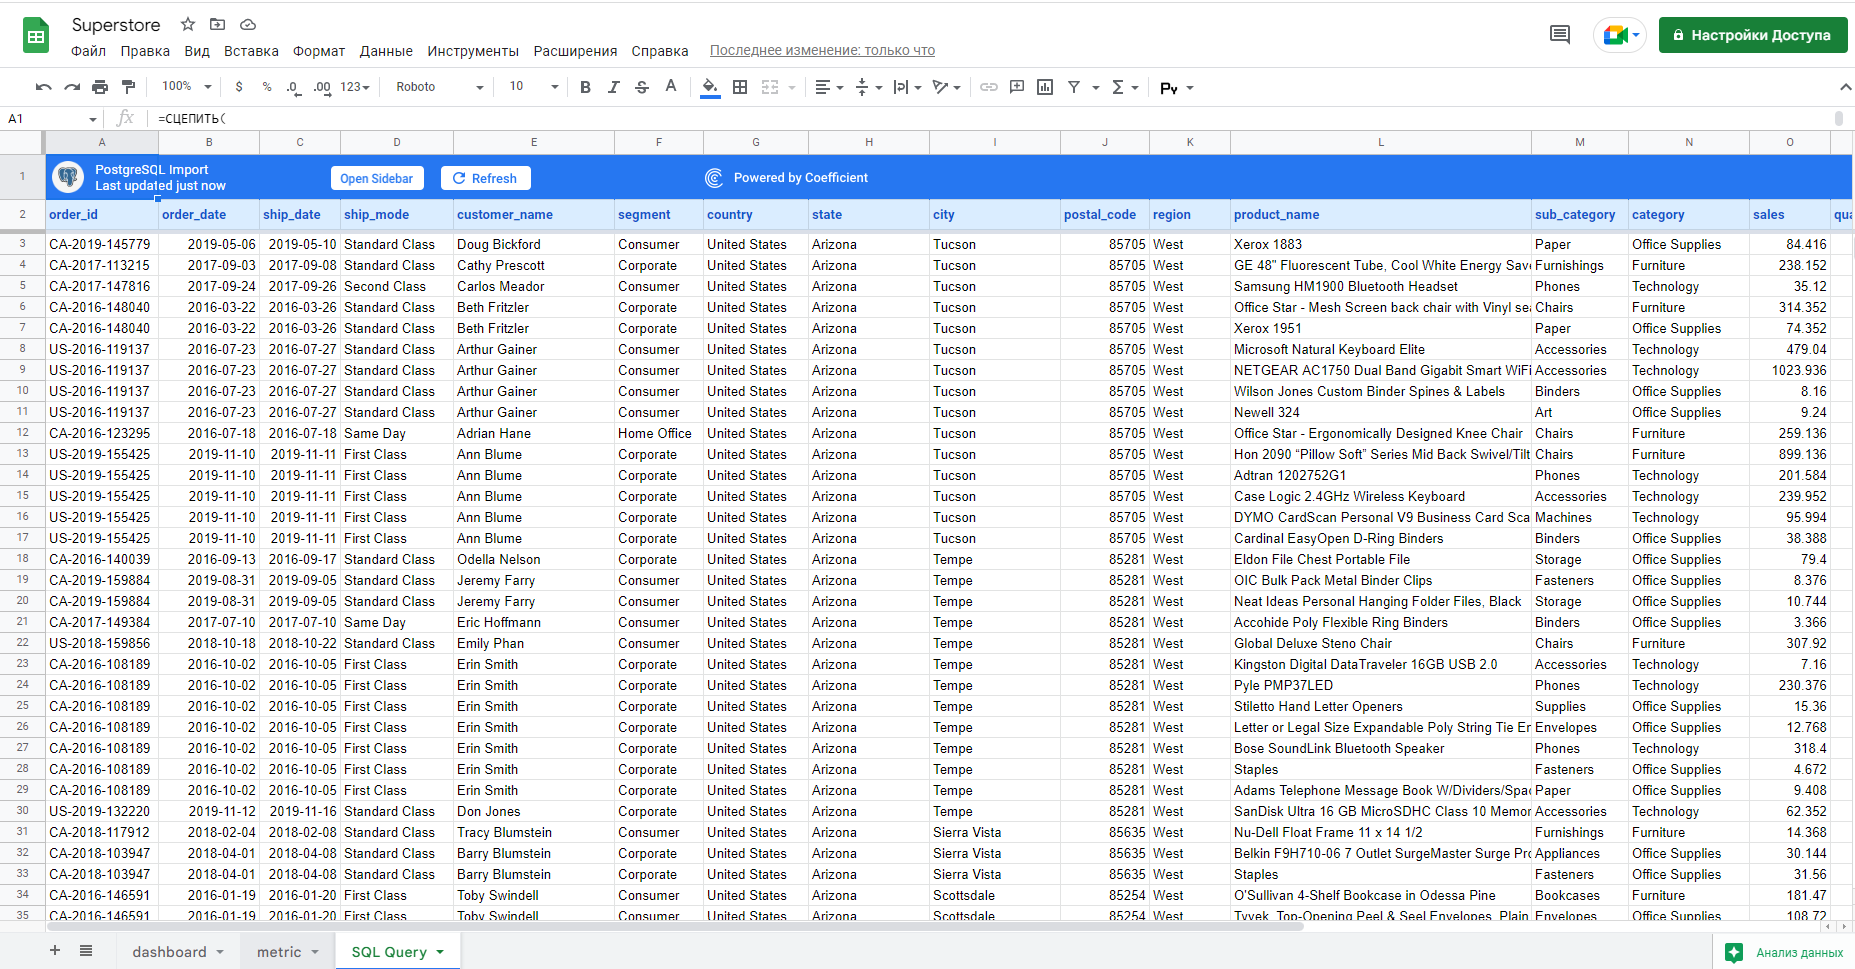 Superstore
Файл Правка Вид Вставка Формат Данные Инструменты Расширения Справка Последнее изменение: только что
Настройки Доступа
100% $ % .0 .00 123 Roboto 10 B I S A Σ Py
A1 fx =СЦЕПИТЬ(
A B C D E F G H I J K L M N O
1 PostgreSQL Import
Last updated just now
Open Sidebar Refresh Powered by Coefficient
2 order_id order_date ship_date ship_mode customer_name segment country state city postal_code region product_name sub_category category sales qua
3 CA-2019-145779 2019-05-06 2019-05-10 Standard Class Doug Bickford Consumer United States Arizona Tucson 85705 West Xerox 1883 Paper Office Supplies 84.416
4 CA-2017-113215 2017-09-03 2017-09-08 Standard Class Cathy Prescott Corporate United States Arizona Tucson 85705 West GE 48" Fluorescent Tube, Cool White Energy Save Furnishings Furniture 238.152
5 CA-2017-147816 2017-09-24 2017-09-26 Second Class Carlos Meador Consumer United States Arizona Tucson 85705 West Samsung HM1900 Bluetooth Headset Phones Technology 35.12
6 CA-2016-148040 2016-03-22 2016-03-26 Standard Class Beth Fritzler Corporate United States Arizona Tucson 85705 West Office Star - Mesh Screen back chair with Vinyl sea Chairs Furniture 314.352
7 CA-2016-148040 2016-03-22 2016-03-26 Standard Class Beth Fritzler Corporate United States Arizona Tucson 85705 West Xerox 1951 Paper Office Supplies 74.352
8 US-2016-119137 2016-07-23 2016-07-27 Standard Class Arthur Gainer Consumer United States Arizona Tucson 85705 West Microsoft Natural Keyboard Elite Accessories Technology 479.04
9 US-2016-119137 2016-07-23 2016-07-27 Standard Class Arthur Gainer Consumer United States Arizona Tucson 85705 West NETGEAR AC1750 Dual Band Gigabit Smart WiFi Accessories Technology 1023.936
10 US-2016-119137 2016-07-23 2016-07-27 Standard Class Arthur Gainer Consumer United States Arizona Tucson 85705 West Wilson Jones Custom Binder Spines & Labels Binders Office Supplies 8.16
11 US-2016-119137 2016-07-23 2016-07-27 Standard Class Arthur Gainer Consumer United States Arizona Tucson 85705 West Newell 324 Art Office Supplies 9.24
12 CA-2016-123295 2016-07-18 2016-07-18 Same Day Adrian Hane Home Office United States Arizona Tucson 85705 West Office Star - Ergonomically Designed Knee Chair Chairs Furniture 259.136
13 US-2019-155425 2019-11-10 2019-11-11 First Class Ann Blume Corporate United States Arizona Tucson 85705 West Hon 2090 “Pillow Soft” Series Mid Back Swivel/Tilt Chairs Furniture 899.136
14 US-2019-155425 2019-11-10 2019-11-11 First Class Ann Blume Corporate United States Arizona Tucson 85705 West Adtran 1202752G1 Phones Technology 201.584
15 US-2019-155425 2019-11-10 2019-11-11 First Class Ann Blume Corporate United States Arizona Tucson 85705 West Case Logic 2.4GHz Wireless Keyboard Accessories Technology 239.952
16 US-2019-155425 2019-11-10 2019-11-11 First Class Ann Blume Corporate United States Arizona Tucson 85705 West DYMO CardScan Personal V9 Business Card Sca Machines Technology 95.994
17 US-2019-155425 2019-11-10 2019-11-11 First Class Ann Blume Corporate United States Arizona Tucson 85705 West Cardinal EasyOpen D-Ring Binders Binders Office Supplies 38.388
18 CA-2016-140039 2016-09-13 2016-09-17 Standard Class Odella Nelson Corporate United States Arizona Tempe 85281 West Eldon File Chest Portable File Storage Office Supplies 79.4
19 CA-2019-159884 2019-08-31 2019-09-05 Standard Class Jeremy Farry Consumer United States Arizona Tempe 85281 West OIC Bulk Pack Metal Binder Clips Fasteners Office Supplies 8.376
20 CA-2019-159884 2019-08-31 2019-09-05 Standard Class Jeremy Farry Consumer United States Arizona Tempe 85281 West Neat Ideas Personal Hanging Folder Files, Black Storage Office Supplies 10.744
21 CA-2017-149384 2017-07-10 2017-07-10 Same Day Eric Hoffmann Consumer United States Arizona Tempe 85281 West Accohide Poly Flexible Ring Binders Binders Office Supplies 3.366
22 US-2018-159856 2018-10-18 2018-10-22 Standard Class Emily Phan Consumer United States Arizona Tempe 85281 West Global Deluxe Steno Chair Chairs Furniture 307.92
23 CA-2016-108189 2016-10-02 2016-10-05 First Class Erin Smith Corporate United States Arizona Tempe 85281 West Kingston Digital DataTraveler 16GB USB 2.0 Accessories Technology 7.16
24 CA-2016-108189 2016-10-02 2016-10-05 First Class Erin Smith Corporate United States Arizona Tempe 85281 West Pyle PMP37LED Phones Technology 230.376
25 CA-2016-108189 2016-10-02 2016-10-05 First Class Erin Smith Corporate United States Arizona Tempe 85281 West Stiletto Hand Letter Openers Supplies Office Supplies 15.36
26 CA-2016-108189 2016-10-02 2016-10-05 First Class Erin Smith Corporate United States Arizona Tempe 85281 West Letter or Legal Size Expandable Poly String Tie En Envelopes Office Supplies 12.768
27 CA-2016-108189 2016-10-02 2016-10-05 First Class Erin Smith Corporate United States Arizona Tempe 85281 West Bose SoundLink Bluetooth Speaker Phones Technology 318.4
28 CA-2016-108189 2016-10-02 2016-10-05 First Class Erin Smith Corporate United States Arizona Tempe 85281 West Staples Fasteners Office Supplies 4.672
29 CA-2016-108189 2016-10-02 2016-10-05 First Class Erin Smith Corporate United States Arizona Tempe 85281 West Adams Telephone Message Book W/Dividers/Spac Paper Office Supplies 9.408
30 US-2019-132220 2019-11-12 2019-11-16 Standard Class Don Jones Corporate United States Arizona Tempe 85281 West SanDisk Ultra 16 GB MicroSDHC Class 10 Memor Accessories Technology 62.352
31 CA-2018-117912 2018-02-04 2018-02-08 Standard Class Tracy Blumstein Consumer United States Arizona Sierra Vista 85635 West Nu-Dell Float Frame 11 x 14 1/2 Furnishings Furniture 14.368
32 CA-2018-103947 2018-04-01 2018-04-08 Standard Class Barry Blumstein Corporate United States Arizona Sierra Vista 85635 West Belkin F9H710-06 7 Outlet SurgeMaster Surge Pro Appliances Office Supplies 30.144
33 CA-2018-103947 2018-04-01 2018-04-08 Standard Class Barry Blumstein Corporate United States Arizona Sierra Vista 85635 West Staples Fasteners Office Supplies 31.56
34 CA-2016-146591 2016-01-19 2016-01-20 First Class Toby Swindell Consumer United States Arizona Scottsdale 85254 West O'Sullivan 4-Shelf Bookcase in Odessa Pine Bookcases Furniture 181.47
35 CA-2016-146591 2016-01-19 2016-01-20 First Class Toby Swindell Consumer United States Arizona Scottsdale 85254 West Tyvek Top-Opening Peel & Seel Envelopes, Plain Envelopes Office Supplies 108.72
dashboard metric SQL Query Анализ данных